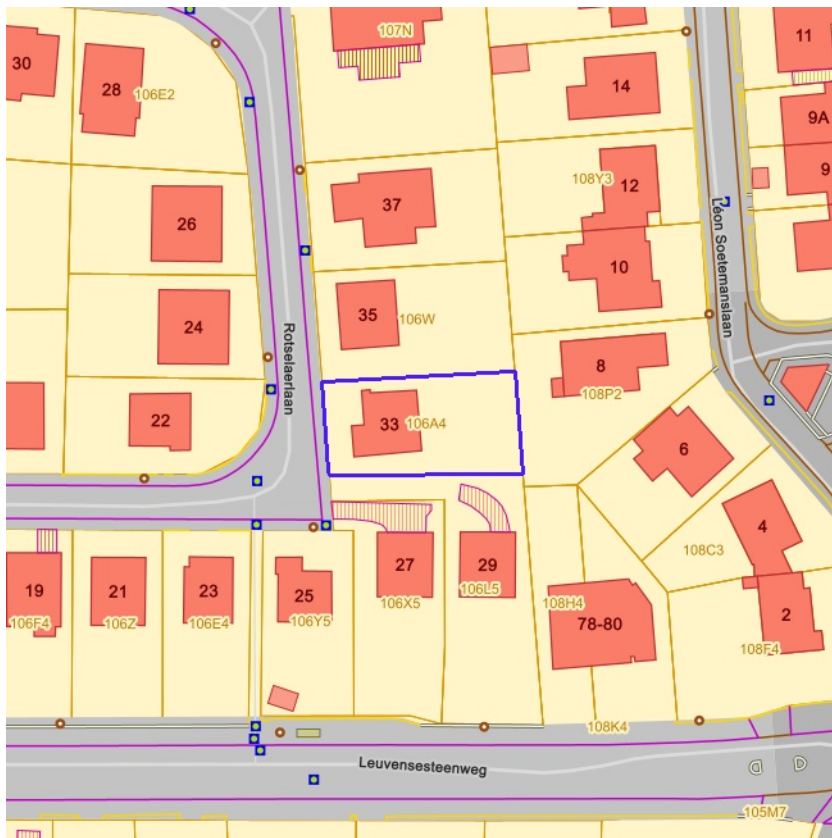 107N
11
30
28
106E2
14
9A
12
108Y3
9
37
26
Léon Soetemanslaan
10
35
106W
24
Rotselaerlaan
8
108P2
33
106A4
22
6
4
108C3
27
29
19
21
23
25
106L5
106X5
108H4
2
106F4
106Z
106E4
106Y5
78-80
108F4
108K4
Leuvensesteenweg
105M7